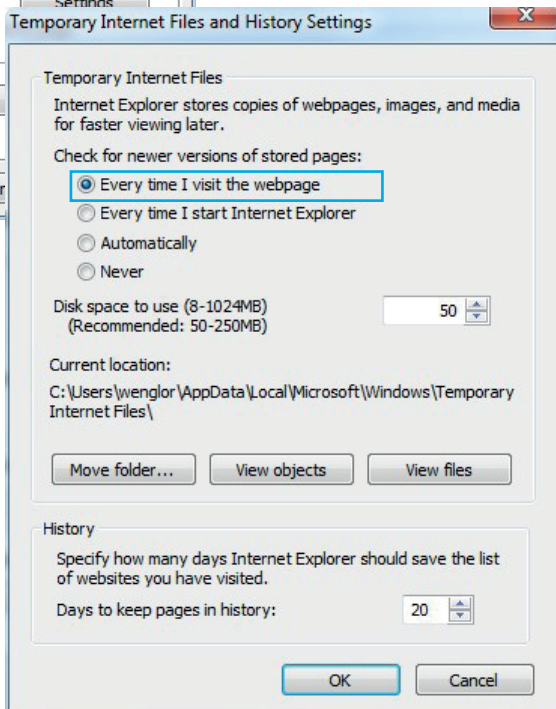 Settings
Temporary Internet Files and History Settings
Temporary Internet Files
Internet Explorer stores copies of webpages, images, and media
for faster viewing later.
Check for newer versions of stored pages:
Every time I visit the webpage
Every time I start Internet Explorer
Automatically
Never
Disk space to use (8-1024MB)
(Recommended: 50-250MB)
50
Current location:
C:\Users\wenglor\AppData\Local\Microsoft\Windows\Temporary
Internet Files\
Move folder... View objects View files
History
Specify how many days Internet Explorer should save the list
of websites you have visited.
Days to keep pages in history: 20
OK Cancel